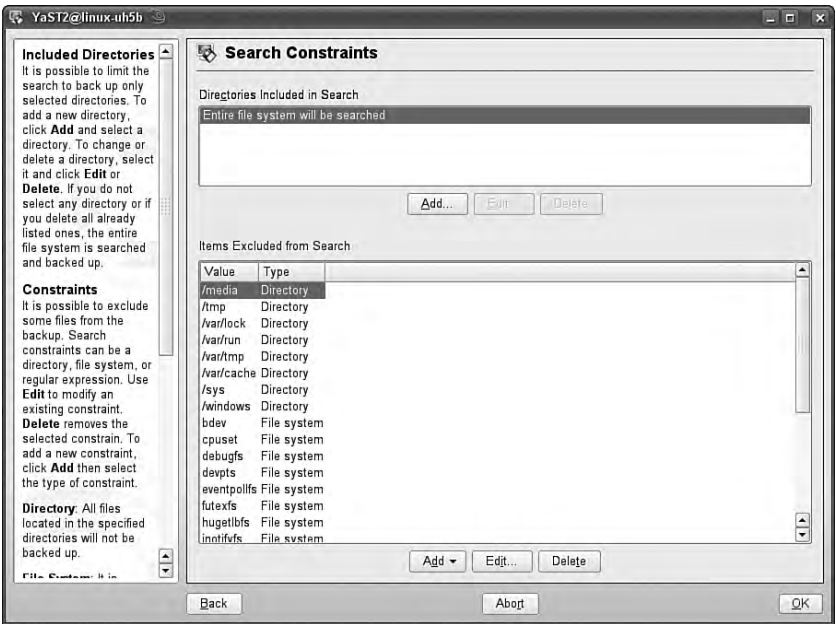 YaST2@linux-uh5b
Included Directories
It is possible to limit the
search to back up only
selected directories. To
add a new directory,
click Add and select a
directory. To change or
delete a directory, select
it and click Edit or
Delete. If you do not
select any directory or if
you delete all already
listed ones, the entire
file system is searched
and backed up.
Constraints
It is possible to exclude
some files from the
backup. Search
constraints can be a
directory, file system, or
regular expression. Use
Edit to modify an
existing constraint.
Delete removes the
selected constrain. To
add a new constraint,
click Add then select
the type of constraint.
Directory: All files
located in the specified
directories will not be
backed up.
File System: It is
Search Constraints
Directories Included in Search
Entire file system will be searched
Add... Edit Delete
Items Excluded from Search
Value Type
/media Directory
/tmp Directory
/var/lock Directory
/var/run Directory
/var/tmp Directory
/var/cache Directory
/sys Directory
/windows Directory
bdev File system
cpuset File system
debugfs File system
devpts File system
eventpollfs File system
futexfs File system
hugetlbfs File system
inotifyfs File system
Add Edit... Delete
Back Abort OK